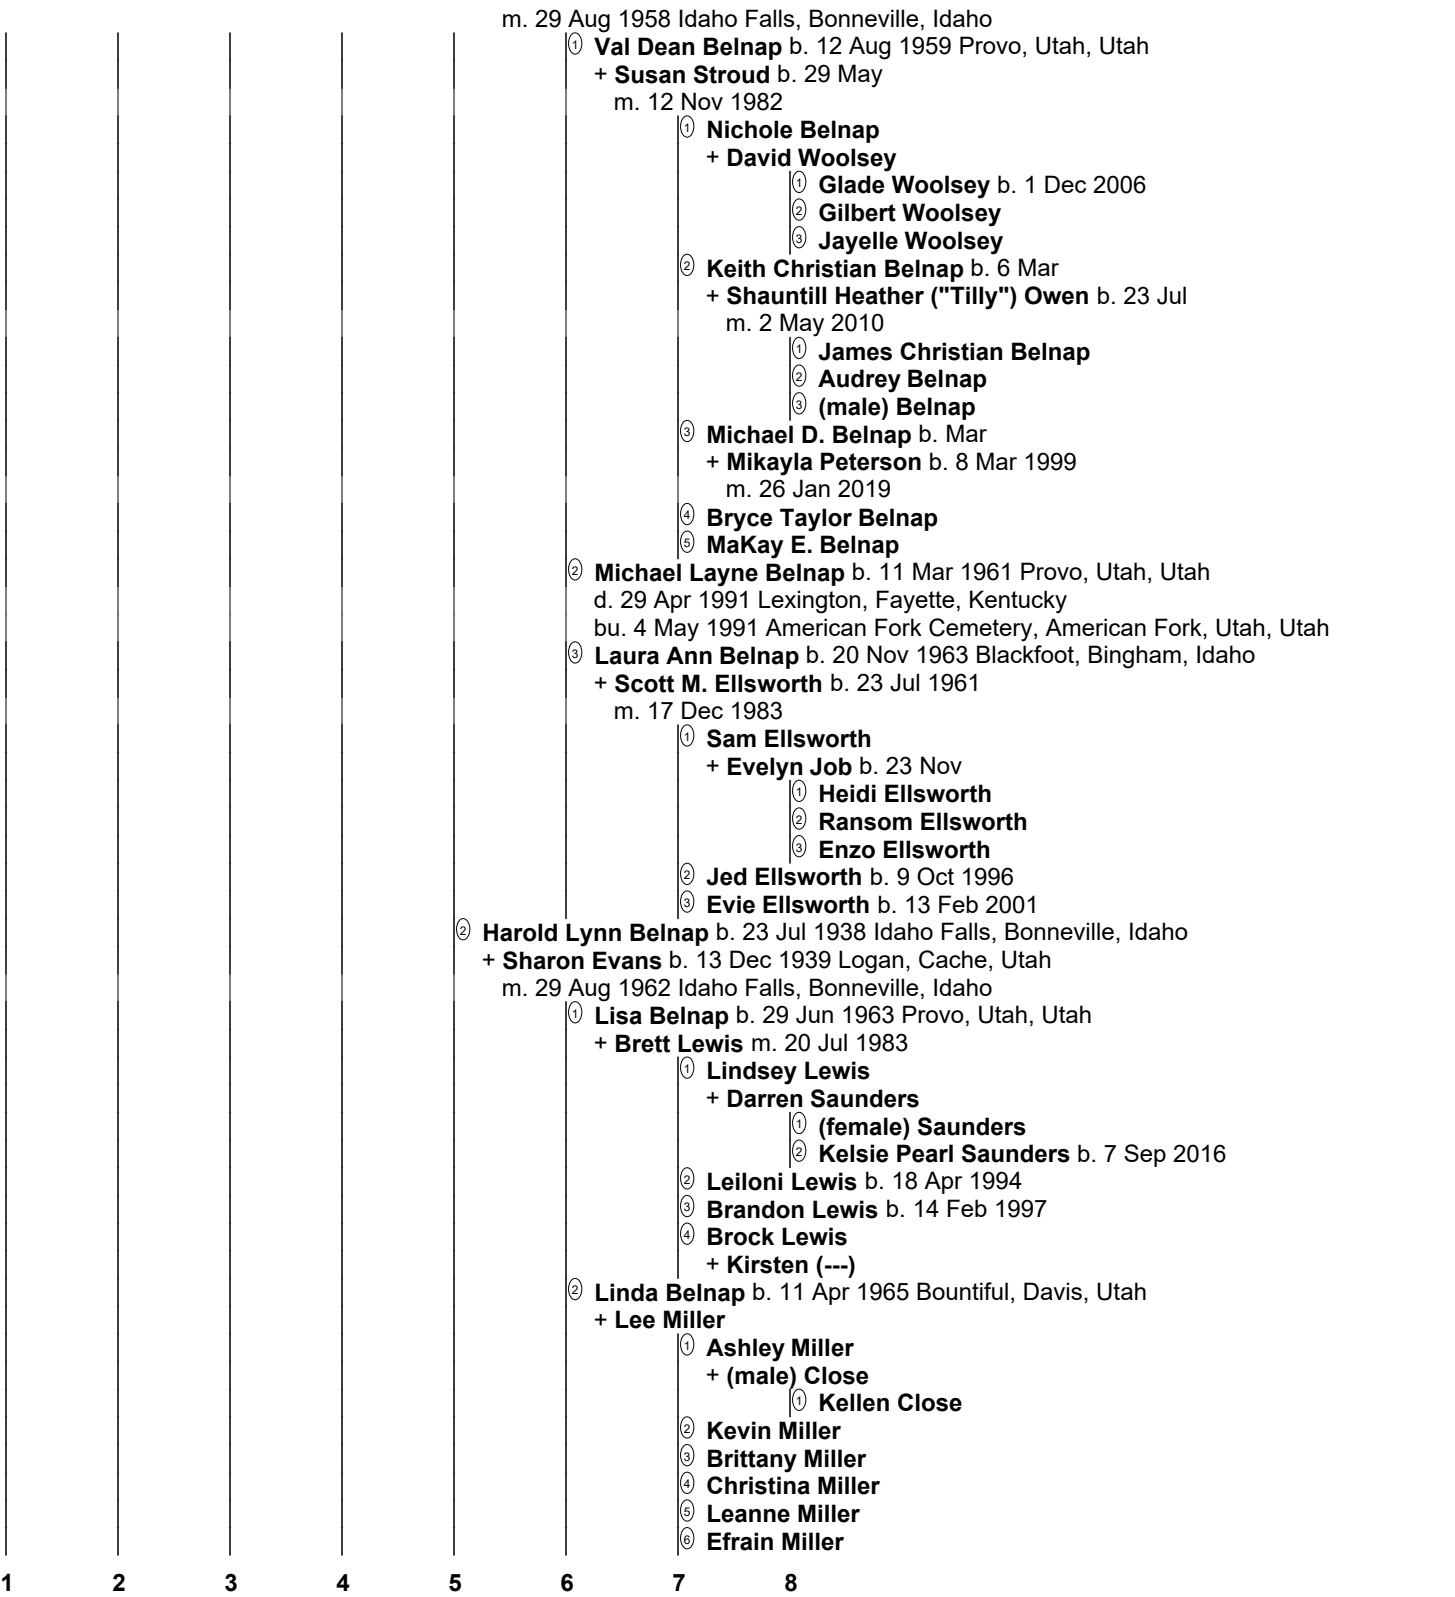 m. 29 Aug 1958 Idaho Falls, Bonneville, Idaho
① Val Dean Belnap b. 12 Aug 1959 Provo, Utah, Utah
+ Susan Stroud b. 29 May
m. 12 Nov 1982
① Nichole Belnap
+ David Woolsey
① Glade Woolsey b. 1 Dec 2006
② Gilbert Woolsey
③ Jayelle Woolsey
② Keith Christian Belnap b. 6 Mar
+ Shauntill Heather ("Tilly") Owen b. 23 Jul
m. 2 May 2010
① James Christian Belnap
② Audrey Belnap
③ (male) Belnap
③ Michael D. Belnap b. Mar
+ Mikayla Peterson b. 8 Mar 1999
m. 26 Jan 2019
④ Bryce Taylor Belnap
⑤ MaKay E. Belnap
② Michael Layne Belnap b. 11 Mar 1961 Provo, Utah, Utah
d. 29 Apr 1991 Lexington, Fayette, Kentucky
bu. 4 May 1991 American Fork Cemetery, American Fork, Utah, Utah
③ Laura Ann Belnap b. 20 Nov 1963 Blackfoot, Bingham, Idaho
+ Scott M. Ellsworth b. 23 Jul 1961
m. 17 Dec 1983
① Sam Ellsworth
+ Evelyn Job b. 23 Nov
① Heidi Ellsworth
② Ransom Ellsworth
③ Enzo Ellsworth
② Jed Ellsworth b. 9 Oct 1996
③ Evie Ellsworth b. 13 Feb 2001
② Harold Lynn Belnap b. 23 Jul 1938 Idaho Falls, Bonneville, Idaho
+ Sharon Evans b. 13 Dec 1939 Logan, Cache, Utah
m. 29 Aug 1962 Idaho Falls, Bonneville, Idaho
① Lisa Belnap b. 29 Jun 1963 Provo, Utah, Utah
+ Brett Lewis m. 20 Jul 1983
① Lindsey Lewis
+ Darren Saunders
① (female) Saunders
② Kelsie Pearl Saunders b. 7 Sep 2016
② Leiloni Lewis b. 18 Apr 1994
③ Brandon Lewis b. 14 Feb 1997
④ Brock Lewis
+ Kirsten (---)
② Linda Belnap b. 11 Apr 1965 Bountiful, Davis, Utah
+ Lee Miller
① Ashley Miller
+ (male) Close
① Kellen Close
② Kevin Miller
③ Brittany Miller
④ Christina Miller
⑤ Leanne Miller
⑥ Efrain Miller
1 2 3 4 5 6 7 8